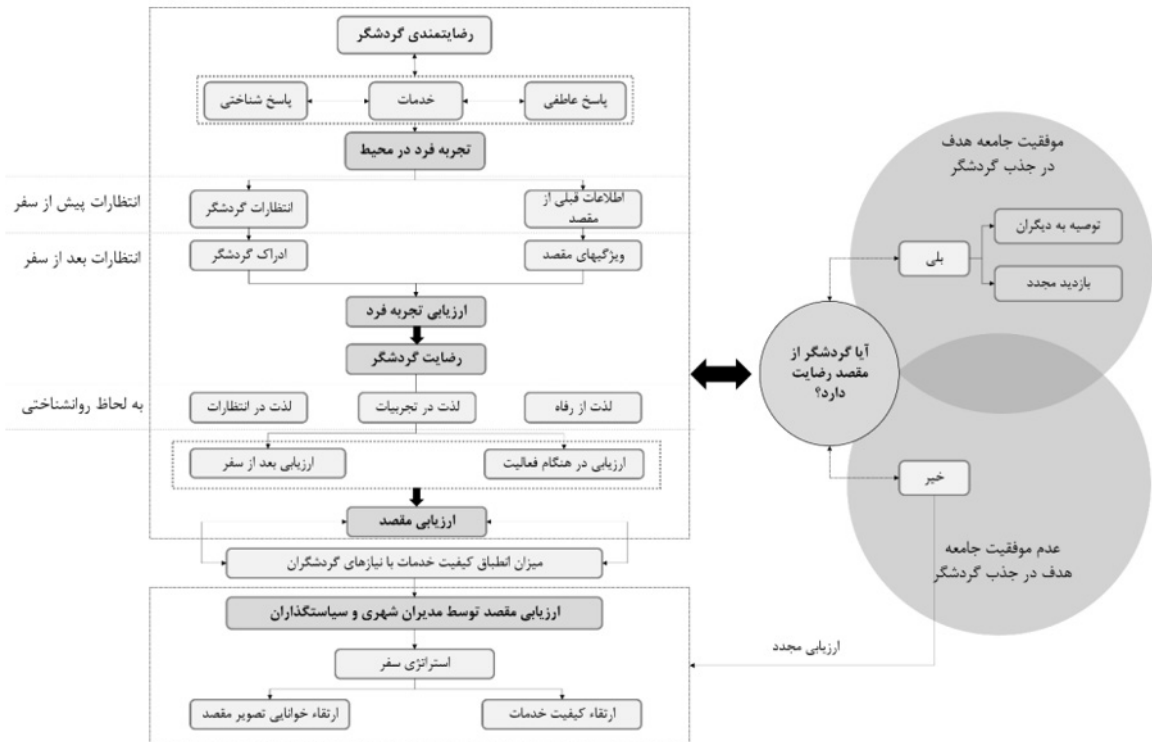 رضایتمندی گردشگر
پاسخ عاطفی
خدمات
پاسخ شناختی
تجربه فرد در محیط
انتظارات پیش از سفر
اطلاعات قبلی از
مقصد
انتظارات گردشگر
انتظارات بعد از سفر
ویژگیهای مقصد
ادراک گردشگر
ارزیابی تجربه فرد
رضایت گردشگر
به لحاظ روانشناختی
لذت از رفاه
لذت در تجربیات
لذت در انتظارات
ارزیابی در هنگام فعالیت
ارزیابی بعد از سفر
ارزیابی مقصد
میزان انطباق کیفیت خدمات با نیازهای گردشگران
ارزیابی مقصد توسط مدیران شهری و سیاستگذاران
استراتژی سفر
ارتقاء کیفیت خدمات
ارتقاء خوانایی تصویر مقصد
موفقیت جامعه هدف
در جذب گردشگر
توصیه به دیگران
بلی
بازدید مجدد
آیا گردشگر از
مقصد رضایت
دارد؟
خیر
عدم موفقیت جامعه
هدف در جذب گردشگر
ارزیابی مجدد